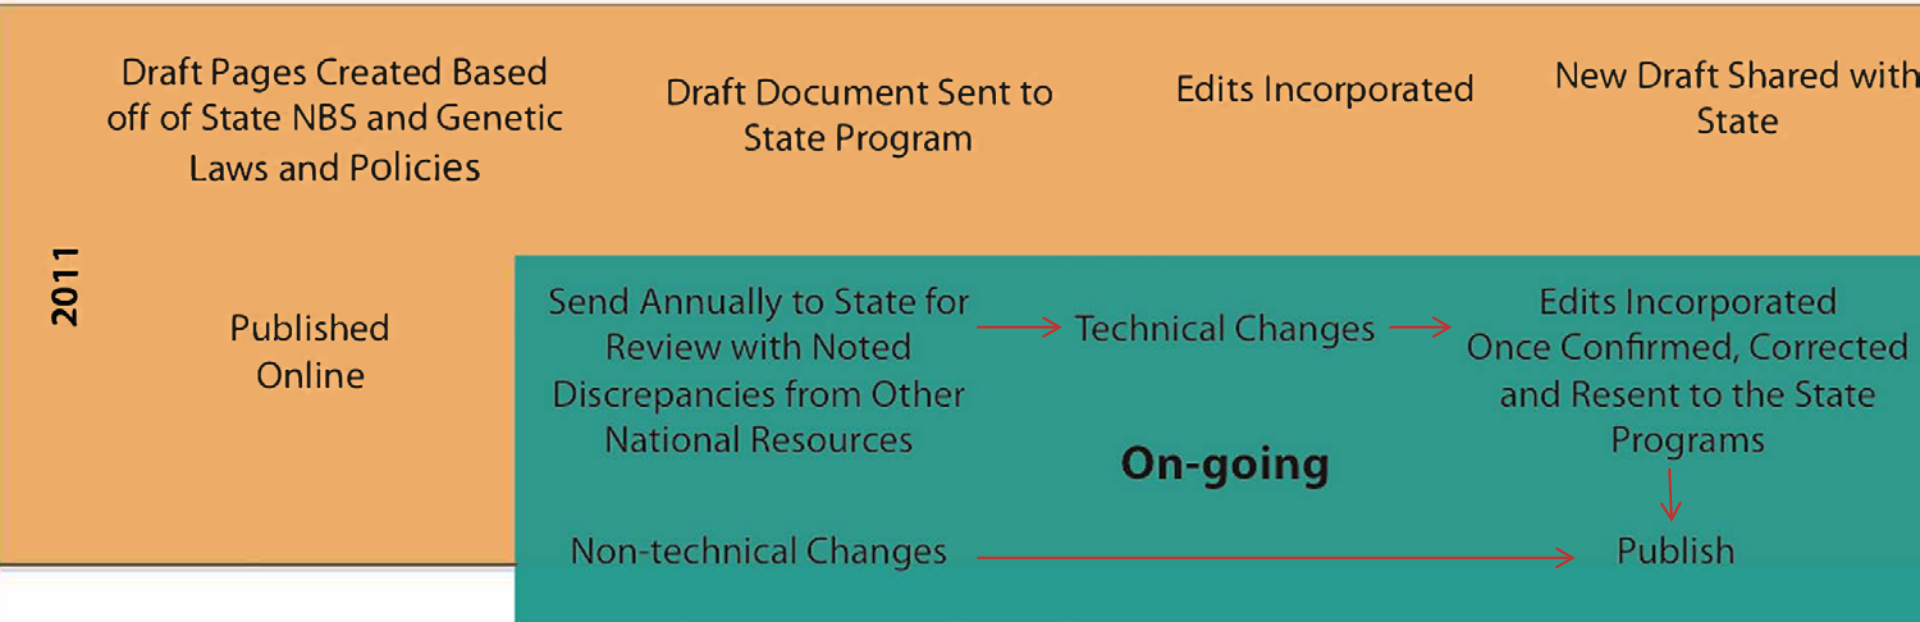 Draft Pages Created Based
off of State NBS and Genetic
Laws and Policies
Draft Document Sent to
State Program
Edits Incorporated
New Draft Shared with
State
2011
Published
Online
Send Annually to State for
Review with Noted
Discrepancies from Other
National Resources
Technical Changes
Edits Incorporated
Once Confirmed, Corrected
and Resent to the State
Programs
On-going
Non-technical Changes
Publish